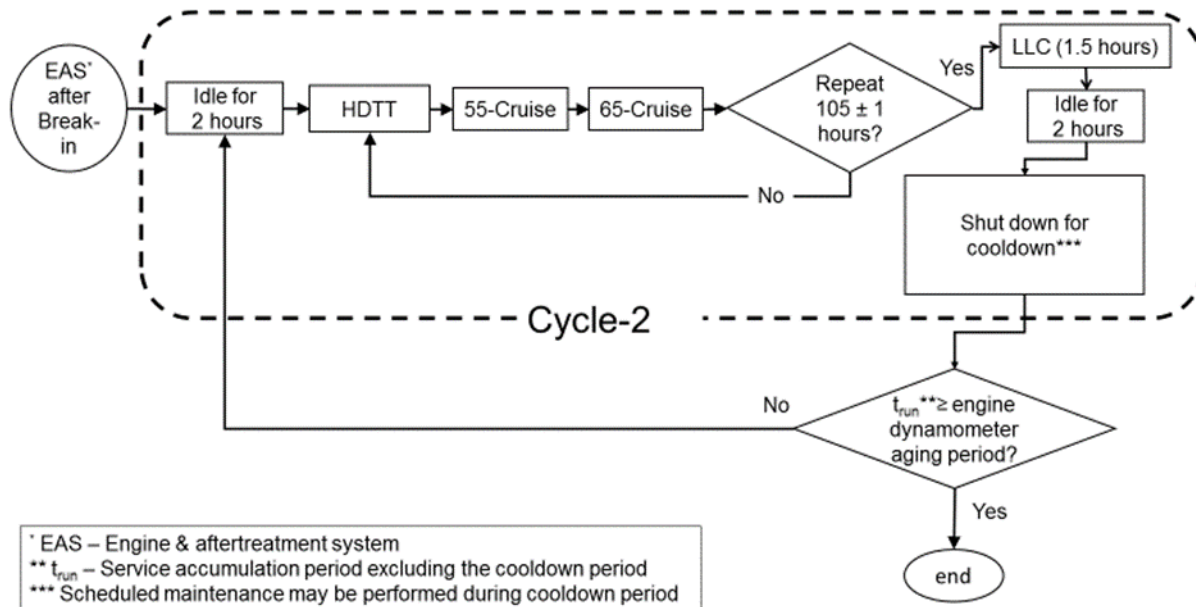 EAS*
after
Break-
in
Idle for
2 hours
HDTT
55-Cruise
65-Cruise
Repeat
105 ± 1
hours?
Yes
No
LLC (1.5 hours)
Idle for
2 hours
Shut down for
cooldown***
Cycle-2
No
t_run**≥ engine
dynamometer
aging period?
Yes
end
* EAS – Engine & aftertreatment system
** t_run – Service accumulation period excluding the cooldown period
*** Scheduled maintenance may be performed during cooldown period